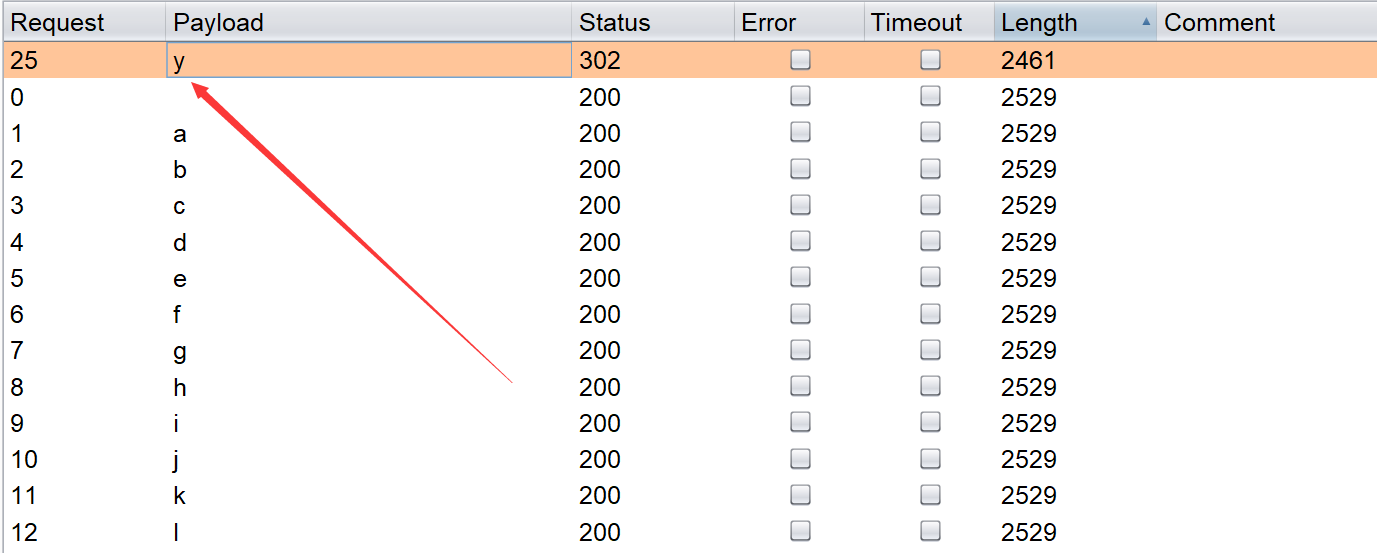 Request Payload Status Error Timeout Length Comment
25 y 302 2461
0 200 2529
1 a 200 2529
2 b 200 2529
3 c 200 2529
4 d 200 2529
5 e 200 2529
6 f 200 2529
7 g 200 2529
8 h 200 2529
9 i 200 2529
10 j 200 2529
11 k 200 2529
12 l 200 2529